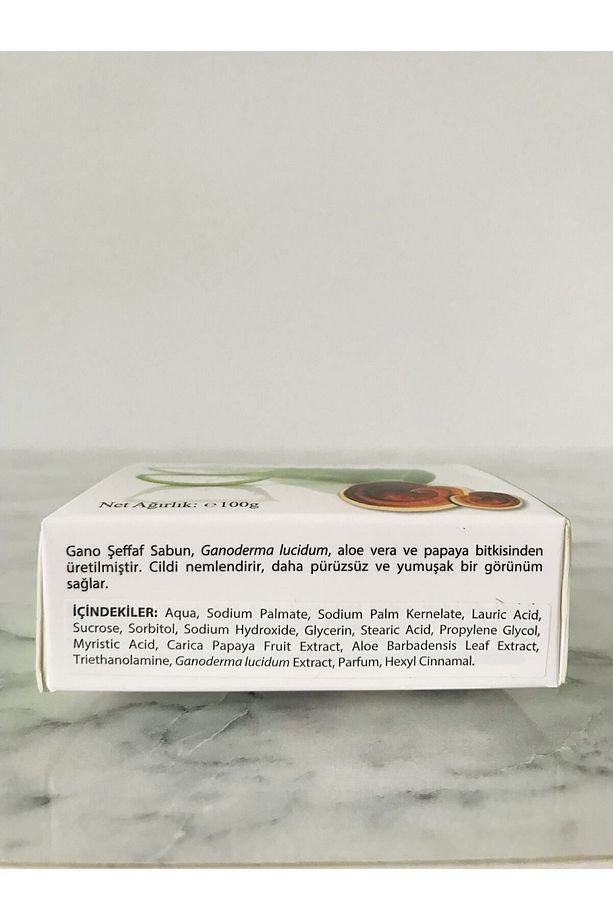 Net Ağırlık: ℮100g
Gano Şeffaf Sabun, Ganoderma lucidum, aloe vera ve papaya bitkisinden
üretilmiştir. Cildi nemlendirir, daha pürüzsüz ve yumuşak bir görünüm
sağlar.
İÇİNDEKİLER: Aqua, Sodium Palmate, Sodium Palm Kernelate, Lauric Acid,
Sucrose, Sorbitol, Sodium Hydroxide, Glycerin, Stearic Acid, Propylene Glycol,
Myristic Acid, Carica Papaya Fruit Extract, Aloe Barbadensis Leaf Extract,
Triethanolamine, Ganoderma lucidum Extract, Parfum, Hexyl Cinnamal.